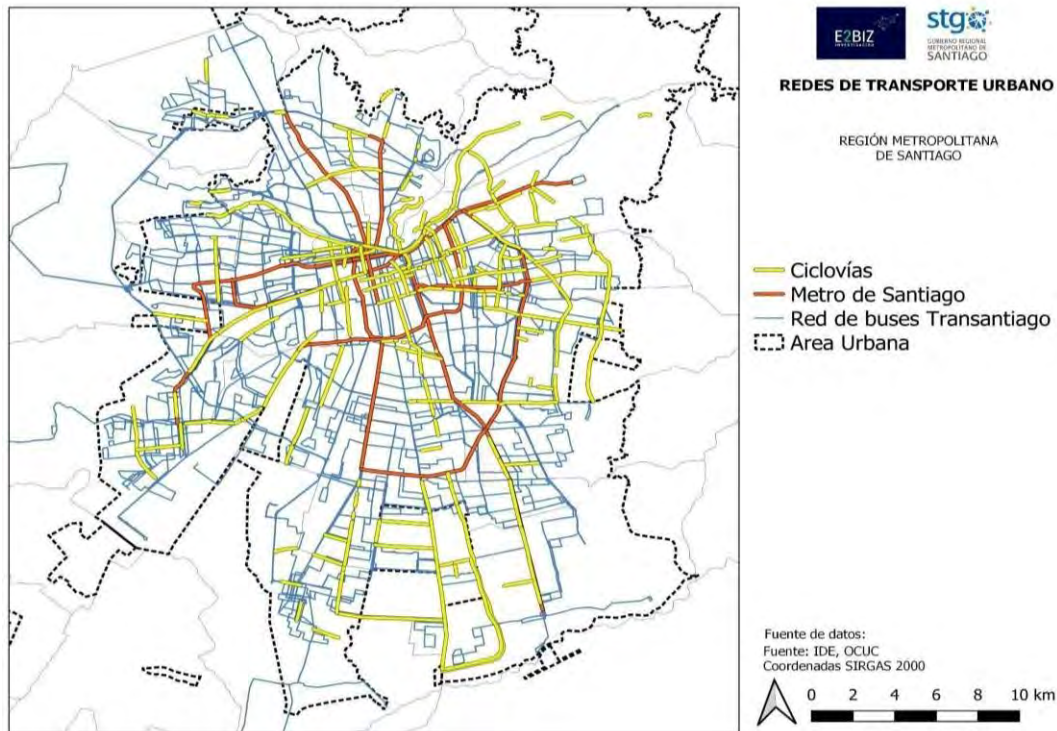 E2BIZ
INVESTIGACIÓN
stgo
GOBIERNO REGIONAL
METROPOLITANO DE
SANTIAGO
REDES DE TRANSPORTE URBANO
REGIÓN METROPOLITANA
DE SANTIAGO
Ciclovías
Metro de Santiago
Red de buses Transantiago
Area Urbana
Fuente de datos:
Fuente: IDE, OCUC
Coordenadas SIRGAS 2000
0 2 4 6 8 10 km